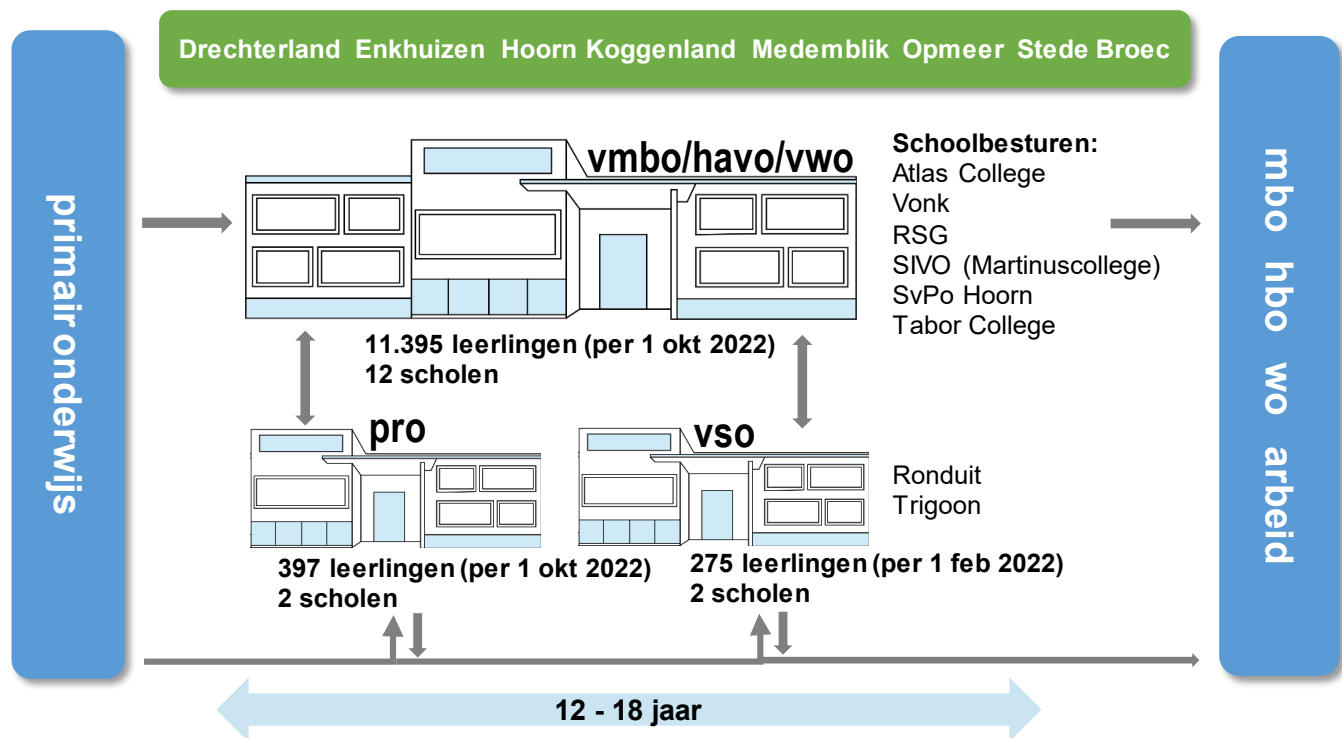 Drechterland Enkhuizen Hoorn Koggenland Medemblik Opmeer Stede Broec
primair onderwijs
vmbo/havo/vwo
Schoolbesturen:
Atlas College
Vonk
RSG
SIVO (Martinuscollege)
SvPo Hoorn
Tabor College
mbo hbo wo arbeid
11.395 leerlingen (per 1 okt 2022)
12 scholen
pro
vso
Ronduit
Trigoon
397 leerlingen (per 1 okt 2022)
2 scholen
275 leerlingen (per 1 feb 2022)
2 scholen
12 - 18 jaar